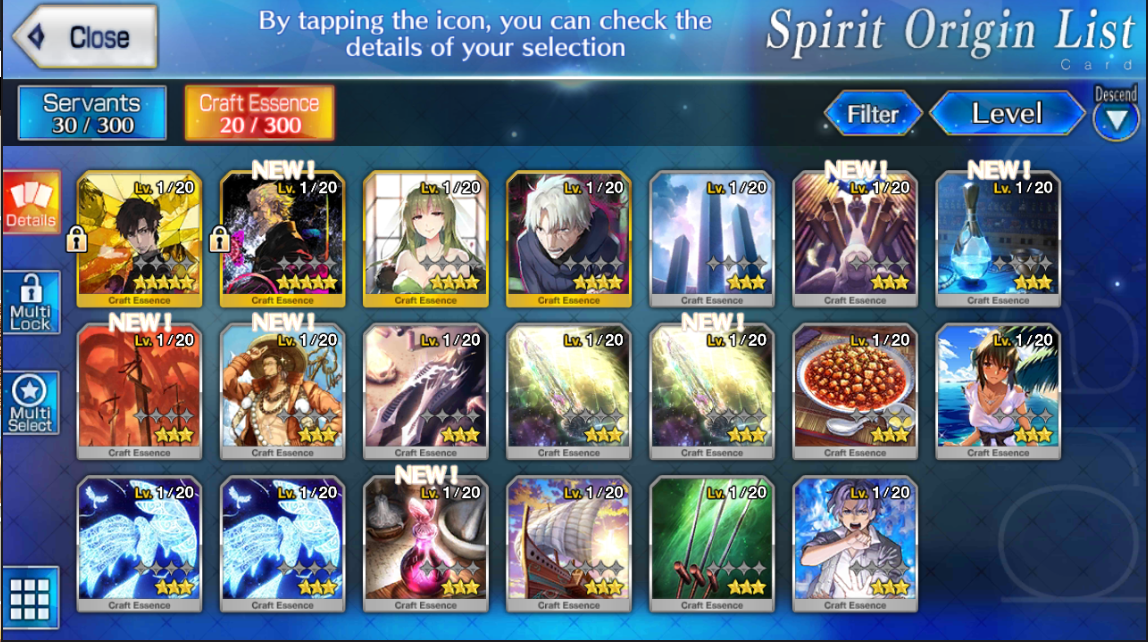 Close
By tapping the icon, you can check the
details of your selection
Spirit Origin List
Card
Servants
30 / 300
Craft Essence
20 / 300
Filter
Level
Descend
Details
Multi
Lock
Multi
Select
Lv. 1/20
Craft Essence
NEW!
Lv. 1/20
Craft Essence
Lv. 1/20
Craft Essence
Lv. 1/20
Craft Essence
Lv. 1/20
Craft Essence
NEW!
Lv. 1/20
Craft Essence
NEW!
Lv. 1/20
Craft Essence
NEW!
Lv. 1/20
Craft Essence
NEW!
Lv. 1/20
Craft Essence
Lv. 1/20
Craft Essence
Lv. 1/20
Craft Essence
NEW!
Lv. 1/20
Craft Essence
Lv. 1/20
Craft Essence
Lv. 1/20
Craft Essence
Lv. 1/20
Craft Essence
Lv. 1/20
Craft Essence
NEW!
Lv. 1/20
Craft Essence
Lv. 1/20
Craft Essence
Lv. 1/20
Craft Essence
Lv. 1/20
Craft Essence